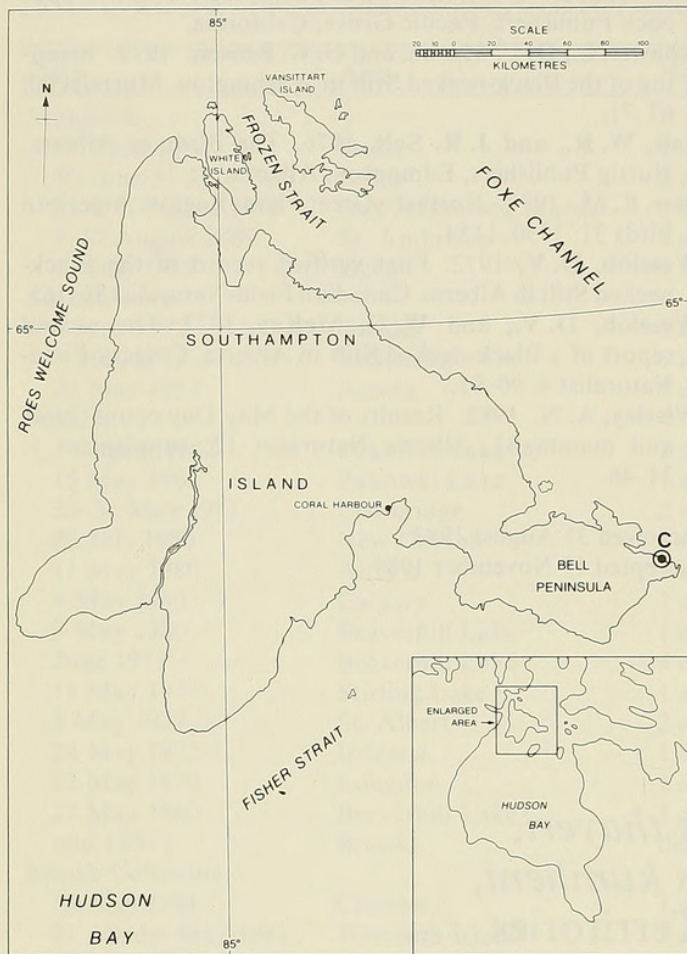 85°
SCALE
20 10 0 20 40 60 80 100
KILOMETRES
VANSITTART
ISLAND
N
WHITE
ISLAND
FROZEN STRAIT
FOXE CHANNEL
ROES WELCOME SOUND
65°
65°
SOUTHAMPTON
ISLAND
CORAL HARBOUR
C
BELL
PENINSULA
ENLARGED
AREA
FISHER STRAIT
HUDSON
BAY
HUDSON
BAY
85°